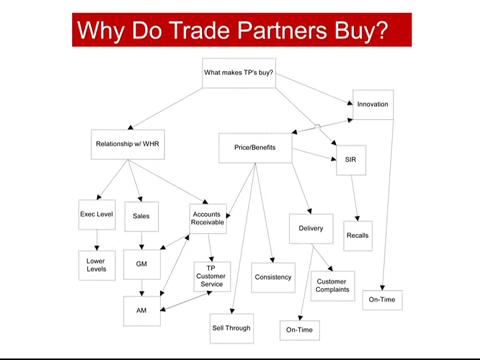 Why Do Trade Partners Buy?
What makes TP's buy?
Innovation
Relationship w/ WHR
Price/Benefits
SIR
Exec Level
Sales
Accounts
Receivable
Delivery
Recalls
Lower
Levels
GM
TP
Customer
Service
Consistency
Customer
Complaints
On-Time
AM
Sell Through
On-Time